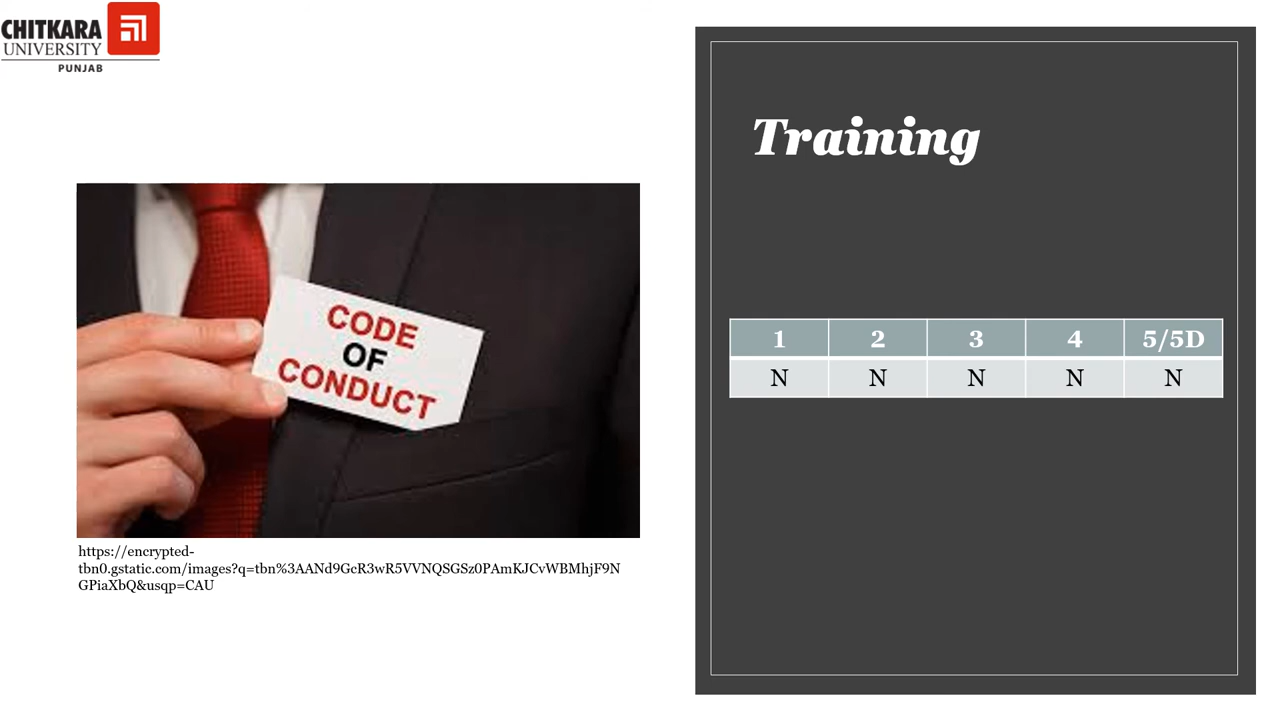 CHITKARA
UNIVERSITY
PUNJAB
CODE
OF
CONDUCT
https://encrypted-
tbn0.gstatic.com/images?q=tbn%3AANd9GcR3wR5VVNQSGSz0PAmKJCvWBMhjF9N
GPiaXbQ&usqp=CAU
Training
1 2 3 4 5/5D
N N N N N